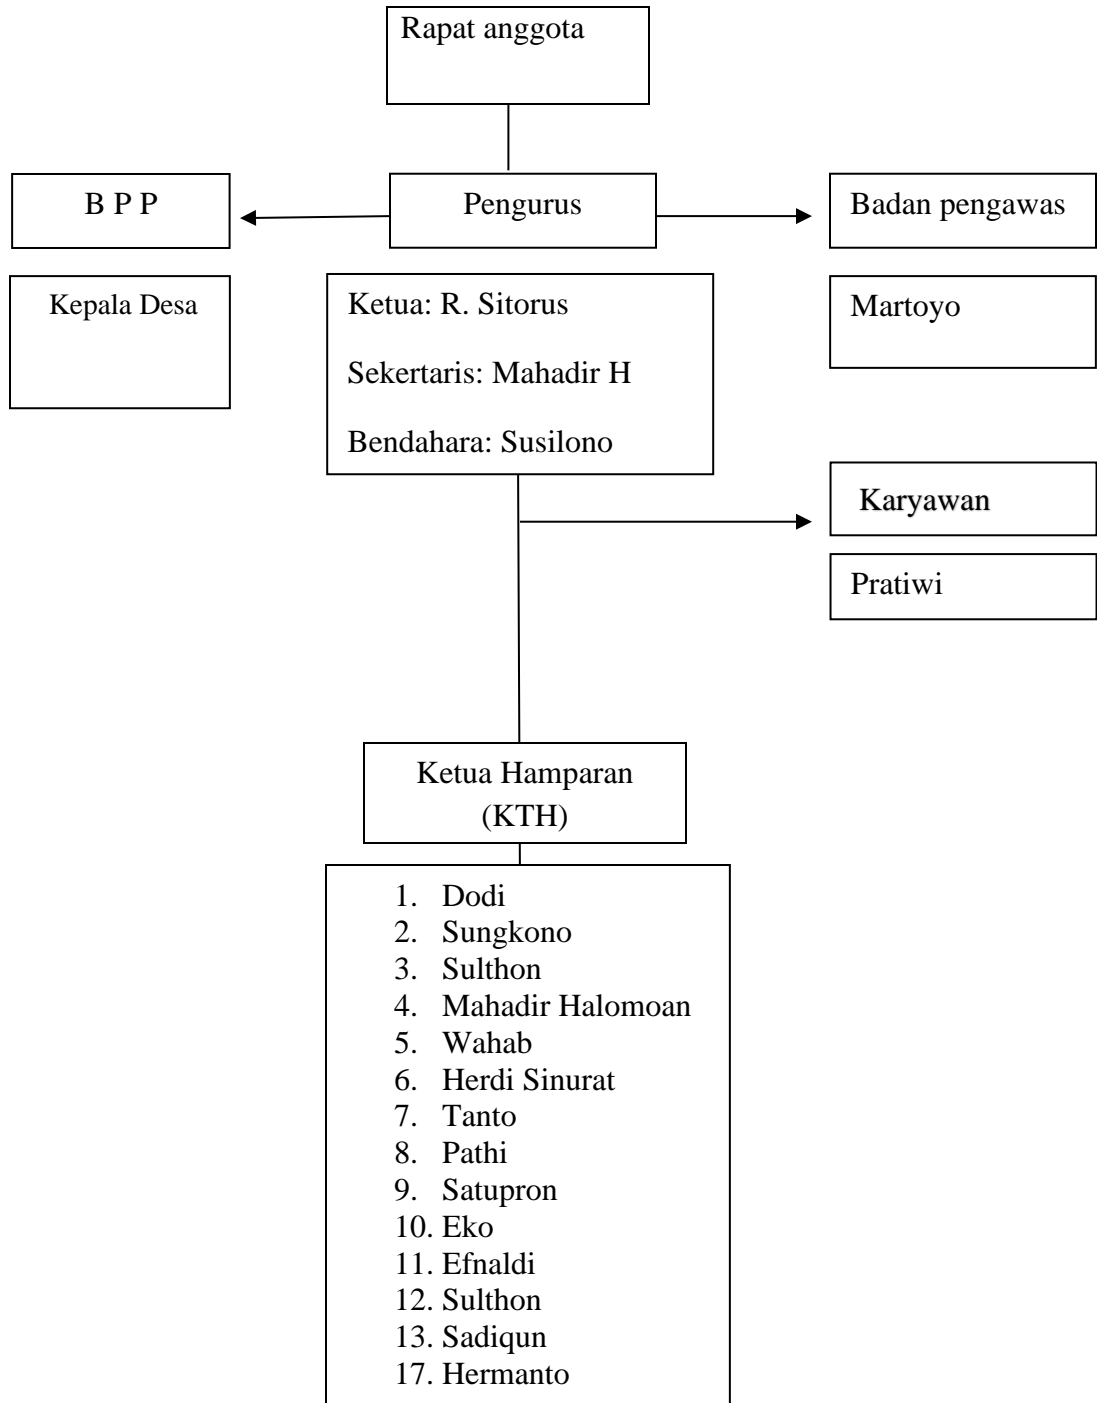 Rapat anggota
B P P
Pengurus
Badan pengawas
Kepala Desa
Ketua: R. Sitorus
Sekertaris: Mahadir H
Bendahara: Susilono
Martoyo
Karyawan
Pratiwi
Ketua Hamparan
(KTH)
1. Dodi
2. Sungkono
3. Sulthon
4. Mahadir Halomoan
5. Wahab
6. Herdi Sinurat
7. Tanto
8. Pathi
9. Satupron
10. Eko
11. Efnaldi
12. Sulthon
13. Sadiqun
17. Hermanto